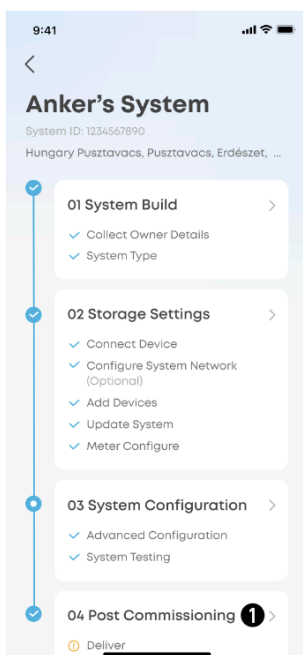 9:41
Anker's System
System ID: 1234567890
Hungary Pusztavacs, Pusztavacs, Erdészet, ...
01 System Build
Collect Owner Details
System Type
02 Storage Settings
Connect Device
Configure System Network
(Optional)
Add Devices
Update System
Meter Configure
03 System Configuration
Advanced Configuration
System Testing
04 Post Commissioning 1
Deliver